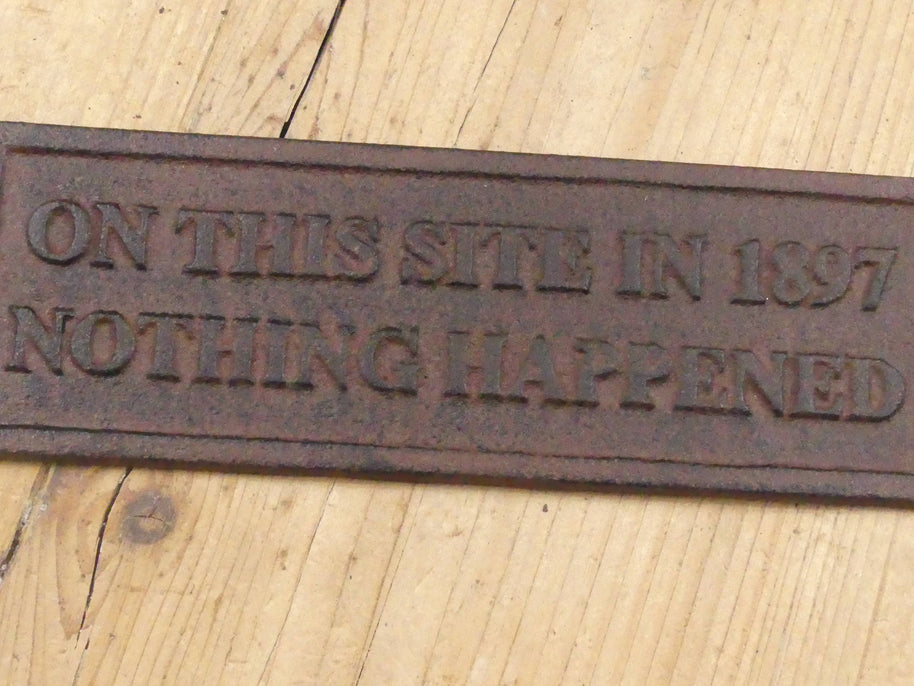 ON THIS SITE IN 1897
NOTHING HAPPENED